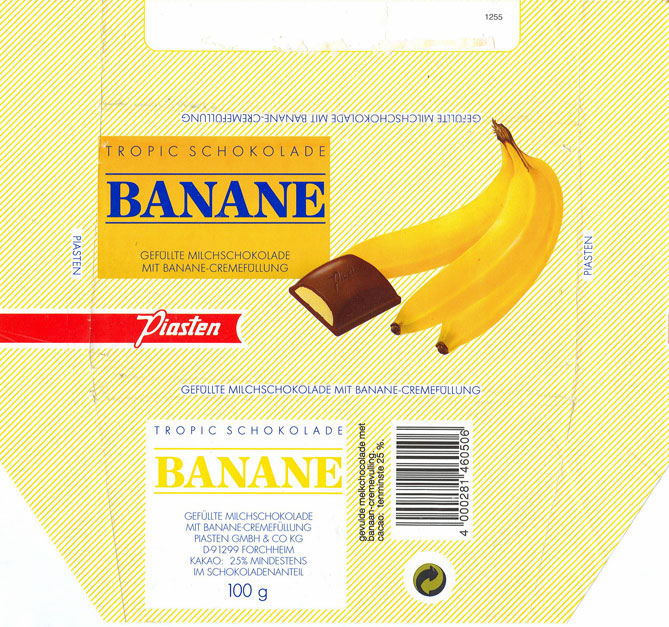 1255
GEFÜLLTE MILCHSCHOKOLADE MIT BANANE-CREMEFÜLLUNG
TROPIC SCHOKOLADE
BANANE
GEFÜLLTE MILCHSCHOKOLADE
MIT BANANE-CREMEFÜLLUNG
PIASTEN
Piasten
PIASTEN
Piasten
GEFÜLLTE MILCHSCHOKOLADE MIT BANANE-CREMEFÜLLUNG
TROPIC SCHOKOLADE
BANANE
GEFÜLLTE MILCHSCHOKOLADE
MIT BANANE-CREMEFÜLLUNG
PIASTEN GMBH & CO KG
D-91299 FORCHHEIM
KAKAO: 25% MINDESTENS
IM SCHOKOLADENANTEIL
100 g
gevulde melkchocolade met
banaan-cremevulling.
cacao: tenminste 25 %.
4 000281 460506